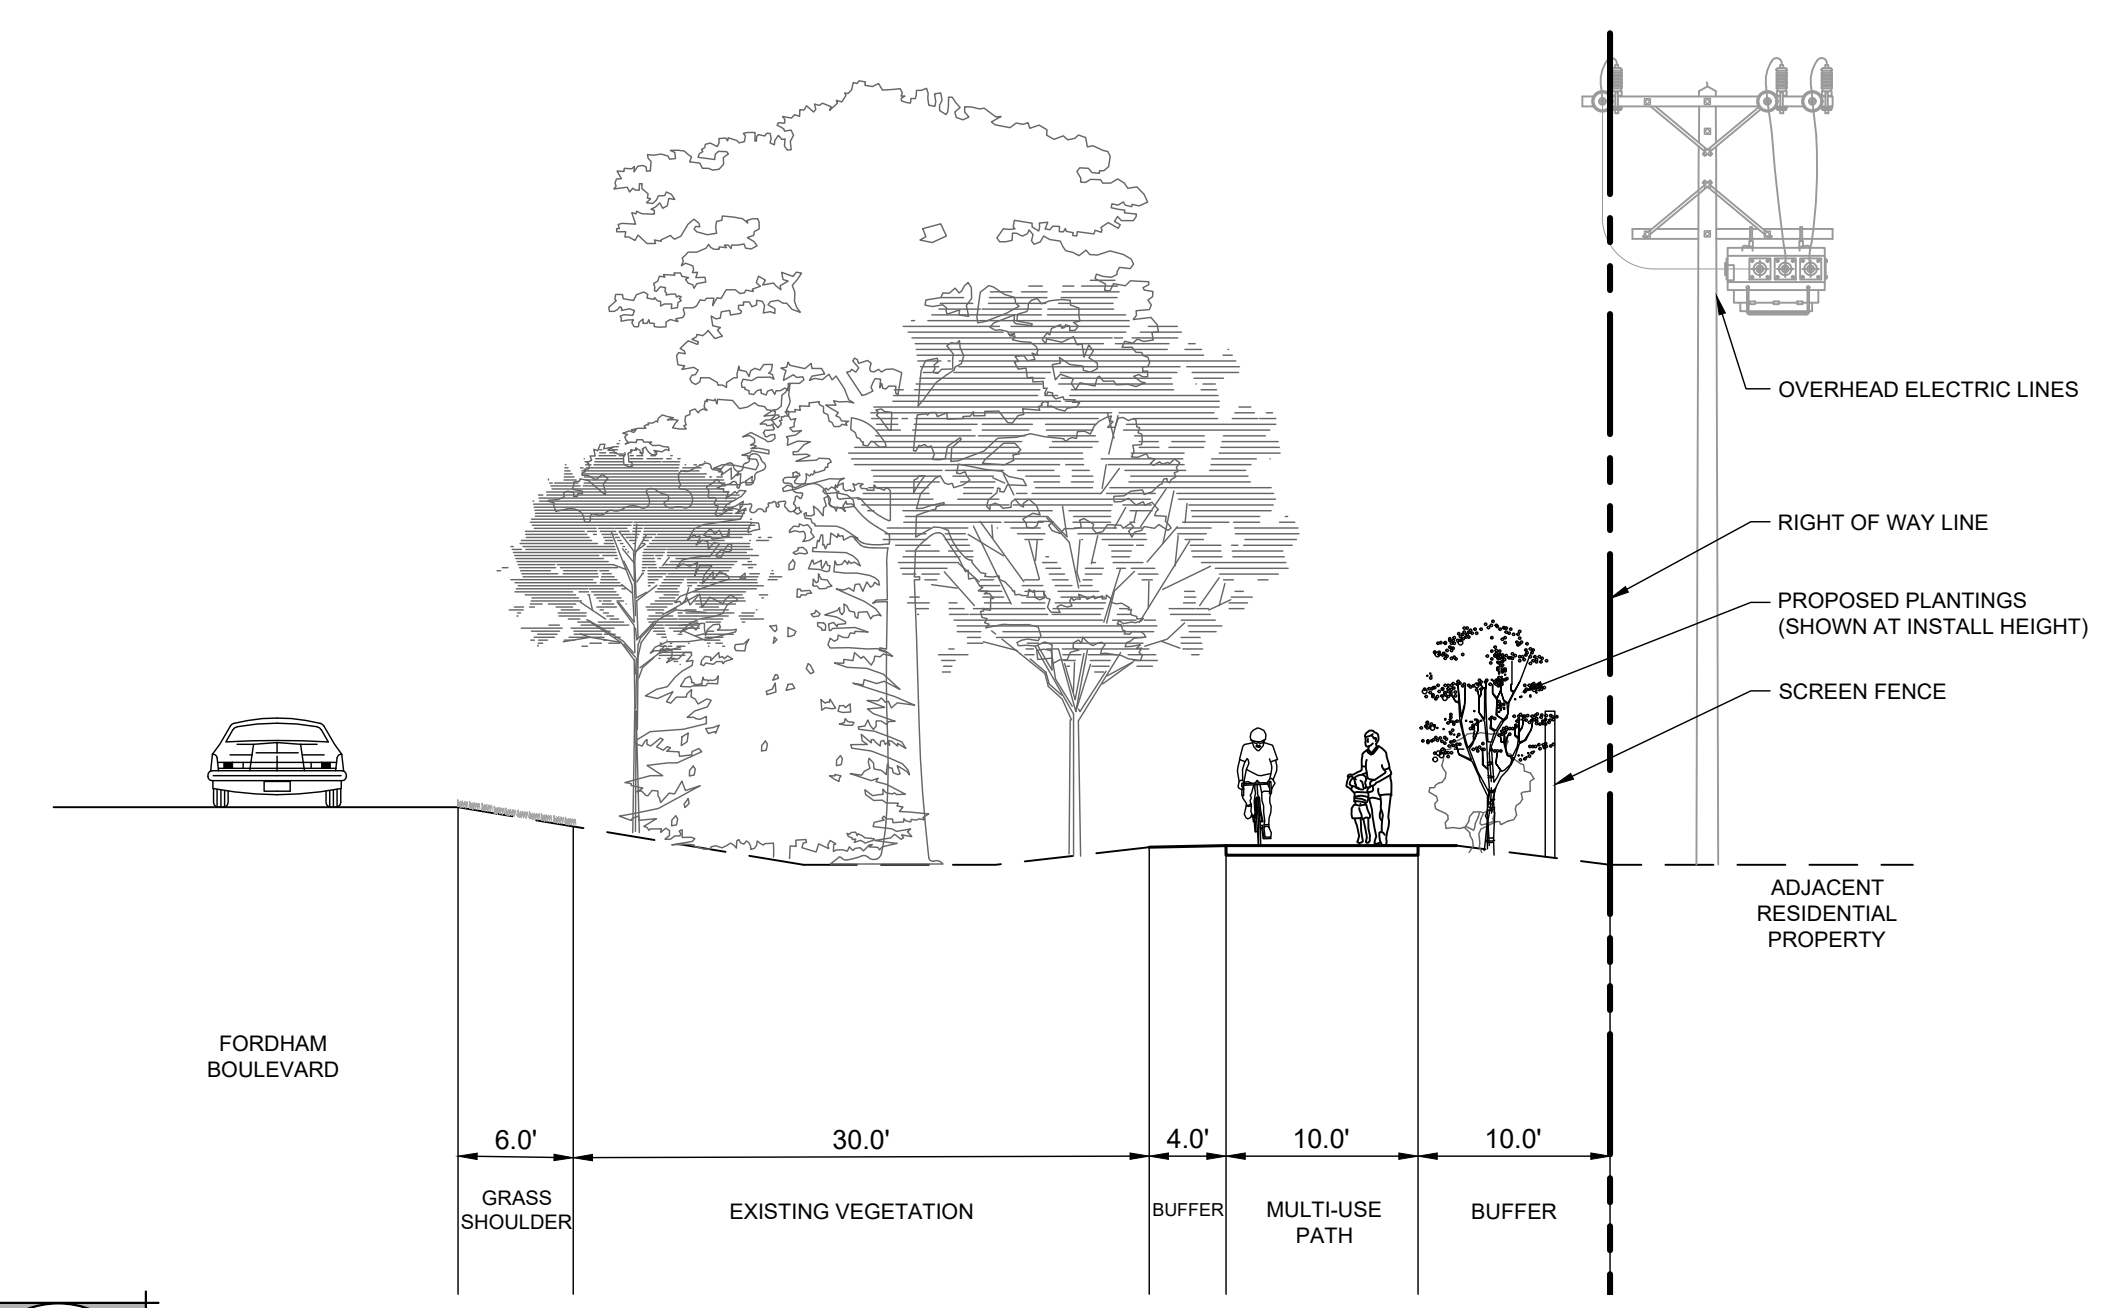 OVERHEAD ELECTRIC LINES
RIGHT OF WAY LINE
PROPOSED PLANTINGS
(SHOWN AT INSTALL HEIGHT)
SCREEN FENCE
ADJACENT
RESIDENTIAL
PROPERTY
FORDHAM
BOULEVARD
6.0'
30.0'
4.0'
10.0'
10.0'
GRASS
SHOULDER
EXISTING VEGETATION
BUFFER
MULTI-USE
PATH
BUFFER